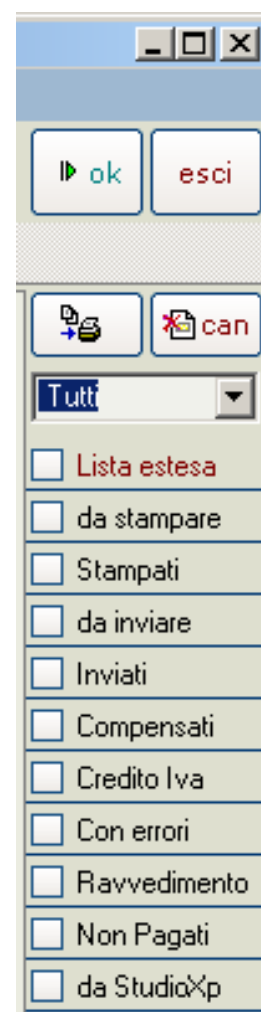 ok esci
can
Tutti
Lista estesa
da stampare
Stampati
da inviare
Inviati
Compensati
Credito Iva
Con errori
Ravvedimento
Non Pagati
da StudioXp